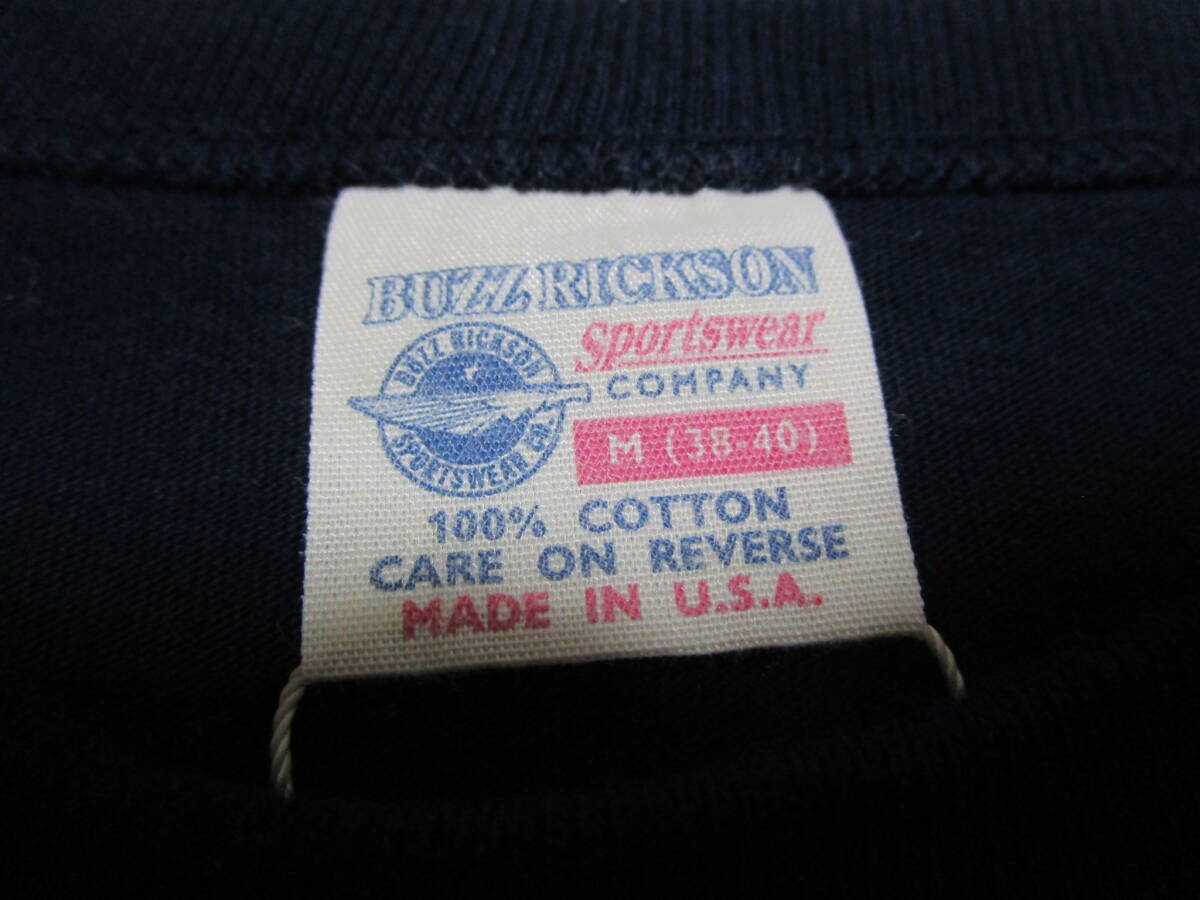 BUZZ RICKSON
Sportswear
COMPANY
BUZZ RICKSON
SPORTSWEAR CO.
M (38-40)
100% COTTON
CARE ON REVERSE
MADE IN U.S.A.